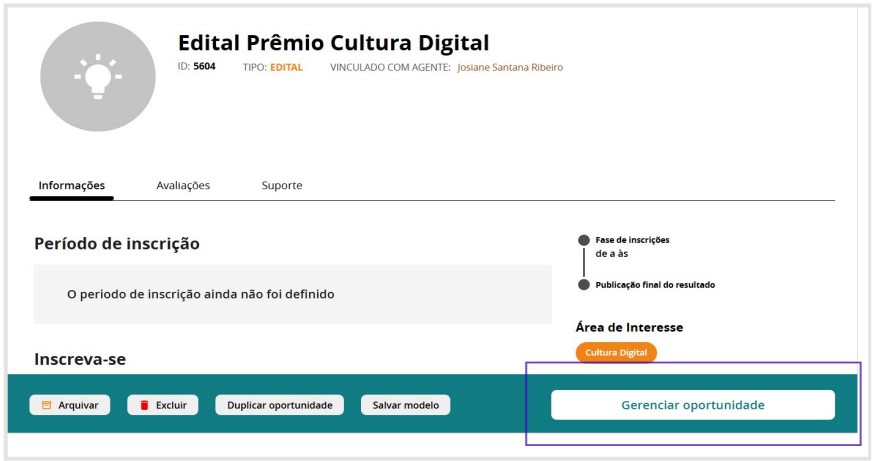 Edital Prêmio Cultura Digital
ID: 5604 TIPO: EDITAL VINCULADO COM AGENTE: Josiane Santana Ribeiro
Informações Avaliações Suporte
Período de inscrição
O periodo de inscrição ainda não foi definido
Fase de inscrições
de a às
Publicação final do resultado
Área de Interesse
Cultura Digital
Inscreva-se
Arquivar Excluir Duplicar oportunidade Salvar modelo Gerenciar oportunidade